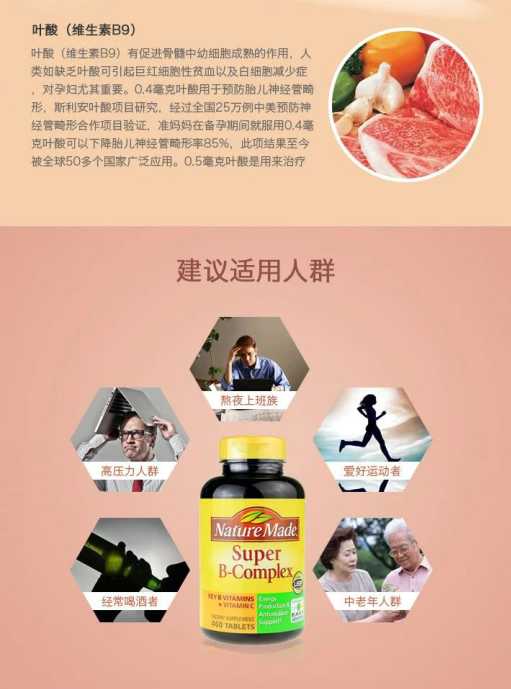 叶酸（维生素B9）
叶酸（维生素B9）有促进骨髓中幼细胞成熟的作用，人
类如缺乏叶酸可引起巨红细胞性贫血以及白细胞减少症
，对孕妇尤其重要。0.4毫克叶酸用于预防胎儿神经管畸
形，斯利安叶酸项目研究，经过全国25万例中美预防神
经管畸形合作项目验证，准妈妈在备孕期间就服用0.4毫
克叶酸可以下降胎儿神经管畸形率85%，此项结果至今
被全球50多个国家广泛应用。0.5毫克叶酸是用来治疗
建议适用人群
熬夜上班族
高压力人群
爱好运动者
经常喝酒者
中老年人群
Nature Made
Super
B-Complex
KEY B VITAMINS
+ VITAMIN C
Energy
Production &
Antioxidant
Support†
DIETARY SUPPLEMENT
460 TABLETS